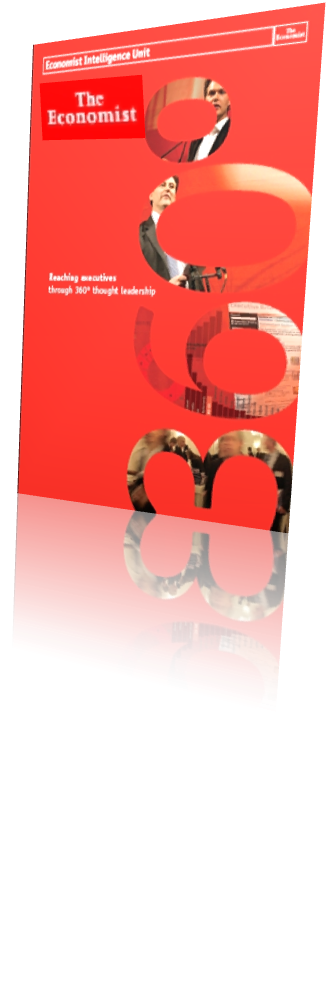 Economist Intelligence Unit
The
Economist
The
Economist
Reaching executives
through 360° thought leadership
360°